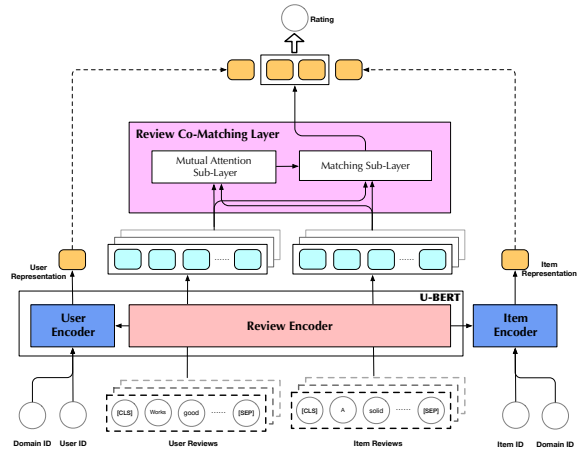 Rating
Review Co-Matching Layer
Mutual Attention
Sub-Layer
Matching Sub-Layer
......
......
User
Representation
Item
Representation
U-BERT
User
Encoder
Review Encoder
Item
Encoder
[CLS] Works good ...... [SEP]
[CLS] A solid ...... [SEP]
Domain ID User ID
User Reviews
Item Reviews
Item ID Domain ID